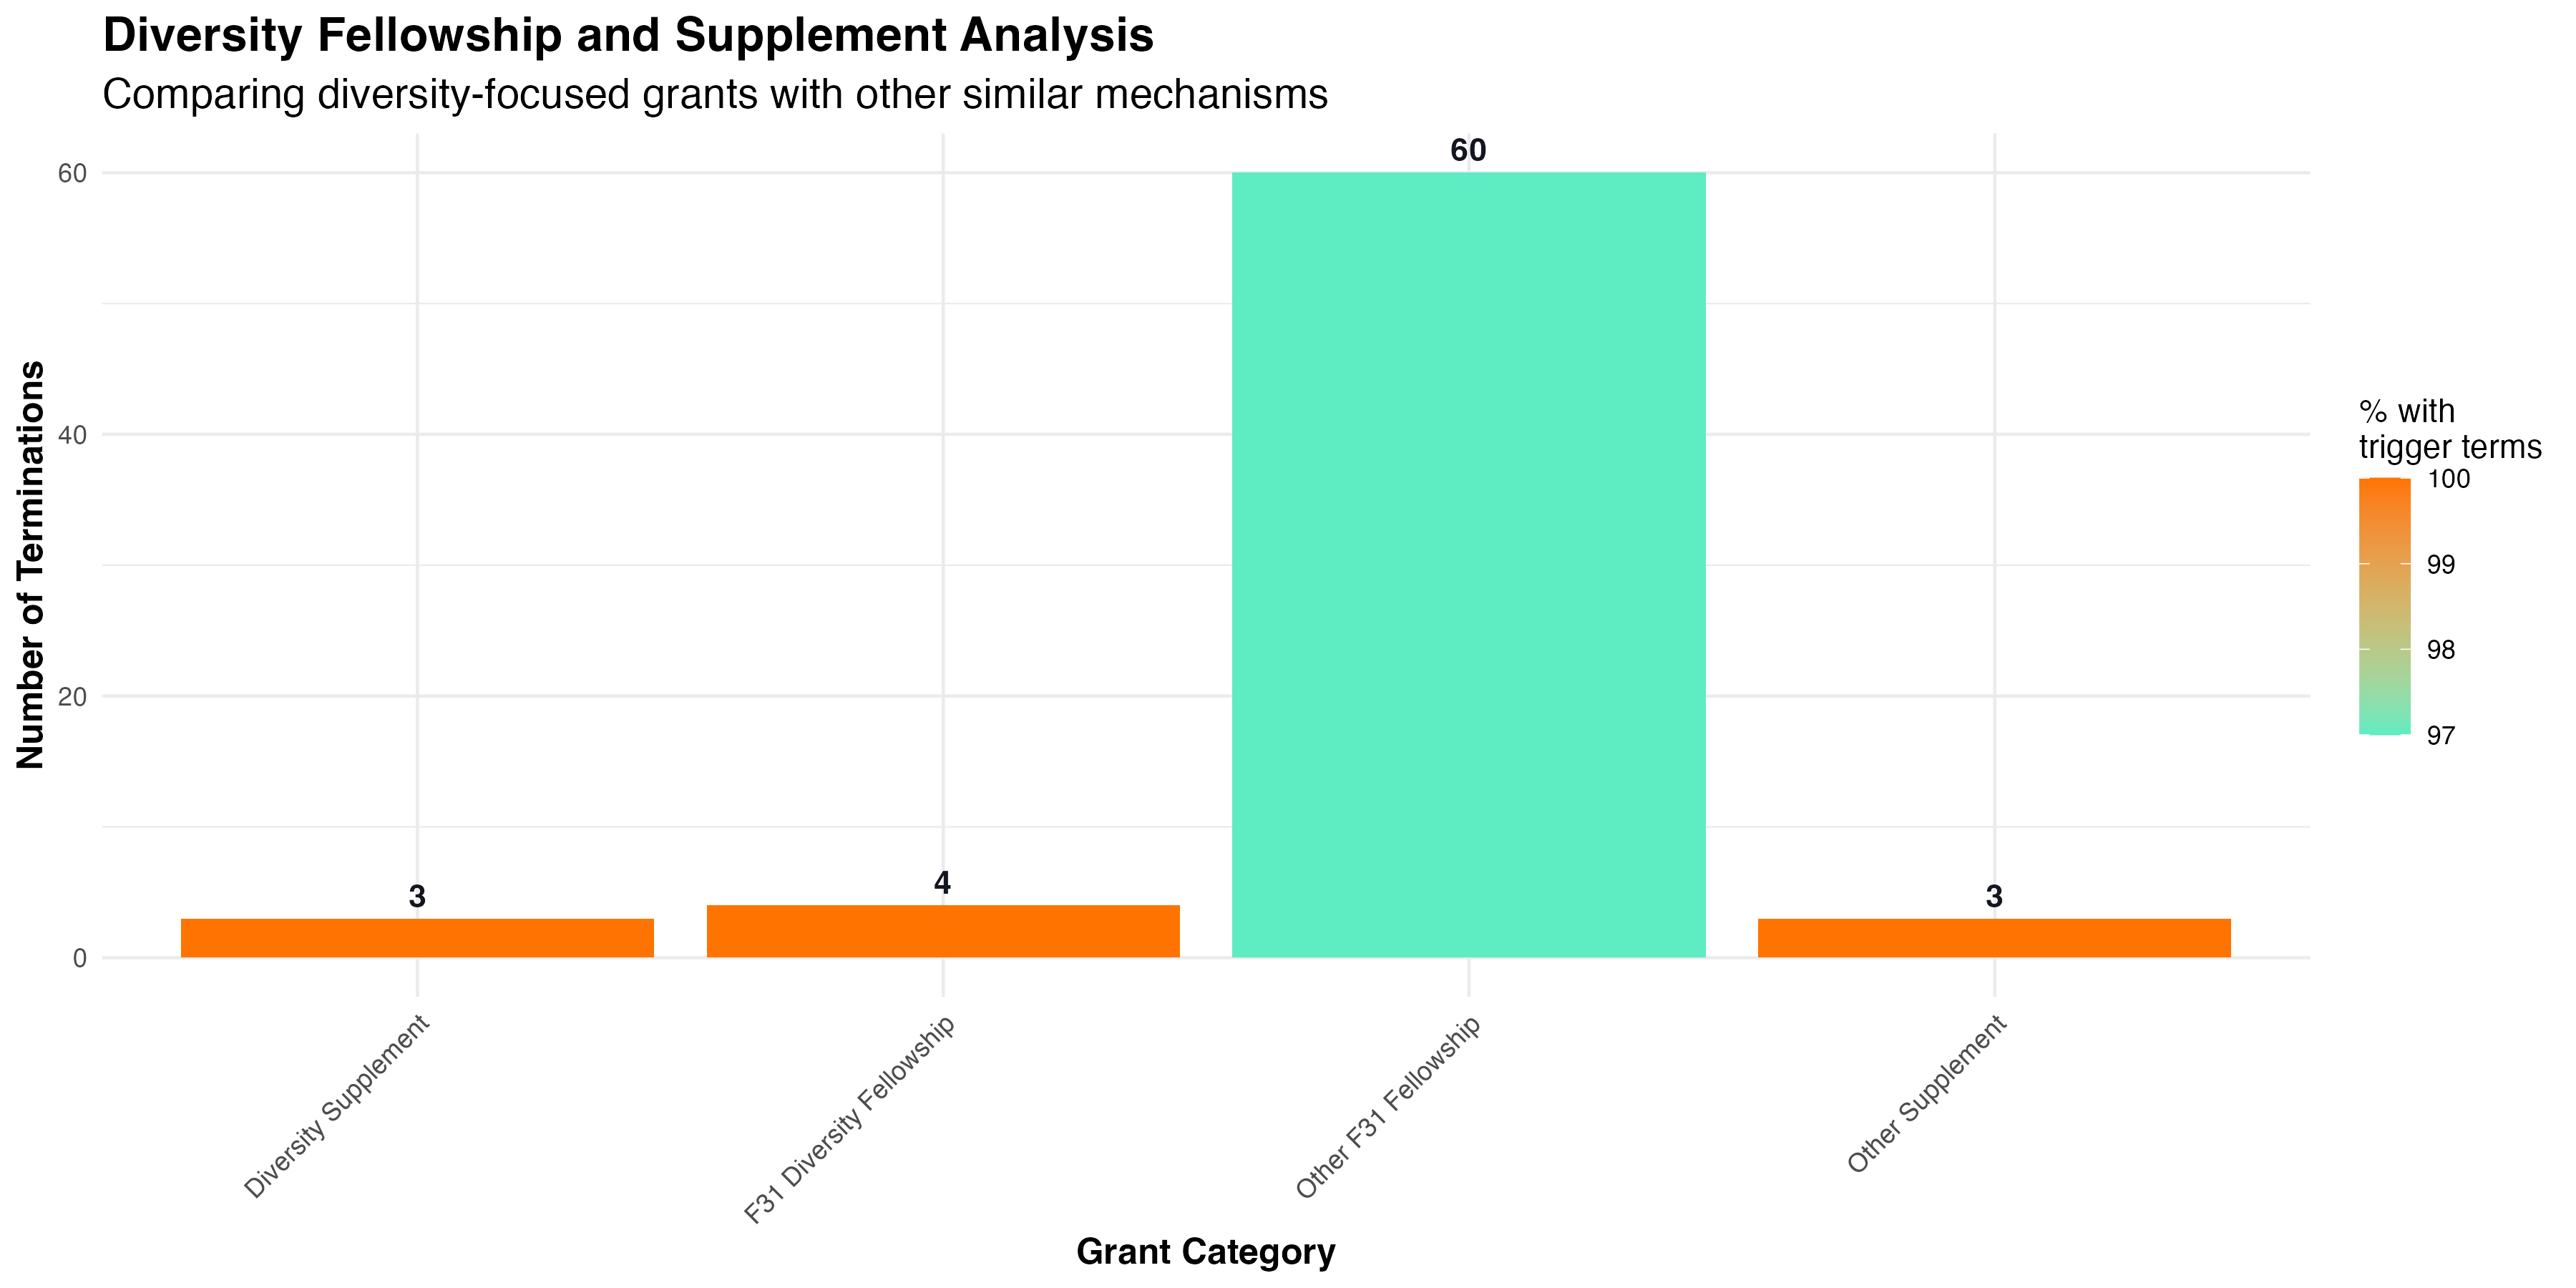 Diversity Fellowship and Supplement Analysis
Comparing diversity-focused grants with other similar mechanisms
Number of Terminations
60
40
20
0
3
4
60
3
Diversity Supplement
F31 Diversity Fellowship
Other F31 Fellowship
Other Supplement
Grant Category
% with
trigger terms
100
99
98
97